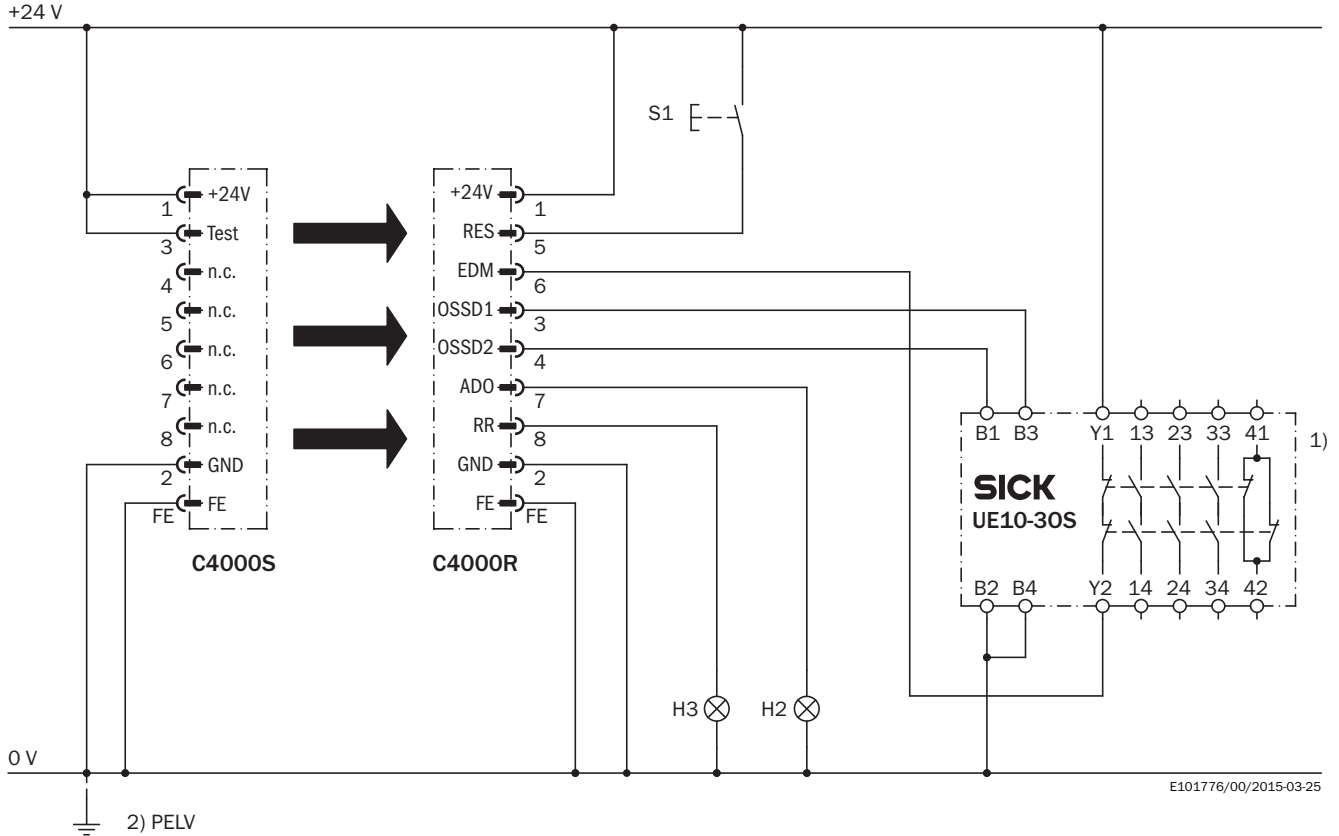 +24 V
S1
+24V
1
Test
3
n.c.
4
n.c.
5
n.c.
6
n.c.
7
n.c.
8
GND
2
FE
FE
C4000S
+24V
1
RES
5
EDM
6
OSSD1
3
OSSD2
4
ADO
7
RR
8
GND
2
FE
FE
C4000R
B1 B3 Y1 13 23 33 41
1)
SICK
UE10-30S
B2 B4 Y2 14 24 34 42
H3
H2
0 V
E101776/00/2015-03-25
2) PELV